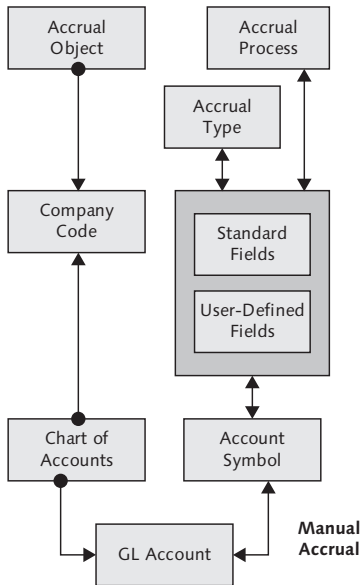 Accrual
Object
Accrual
Process
Accrual
Type
Company
Code
Standard
Fields
User-Defined
Fields
Chart of
Accounts
Account
Symbol
GL Account
Manual
Accrual